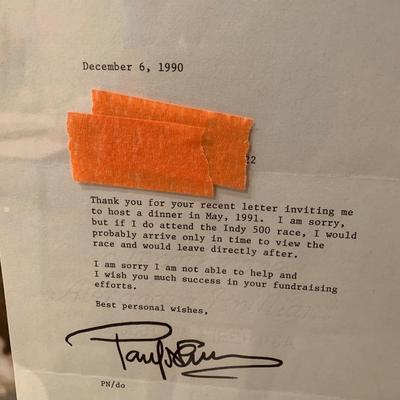 December 6, 1990
22
Thank you for your recent letter inviting me
to host a dinner in May, 1991. I am sorry,
but if I do attend the Indy 500 race, I would
probably arrive only in time to view the
race and would leave directly after.
I am sorry I am not able to help and
I wish you much success in your fundraising
efforts.
Best personal wishes,
PN/do